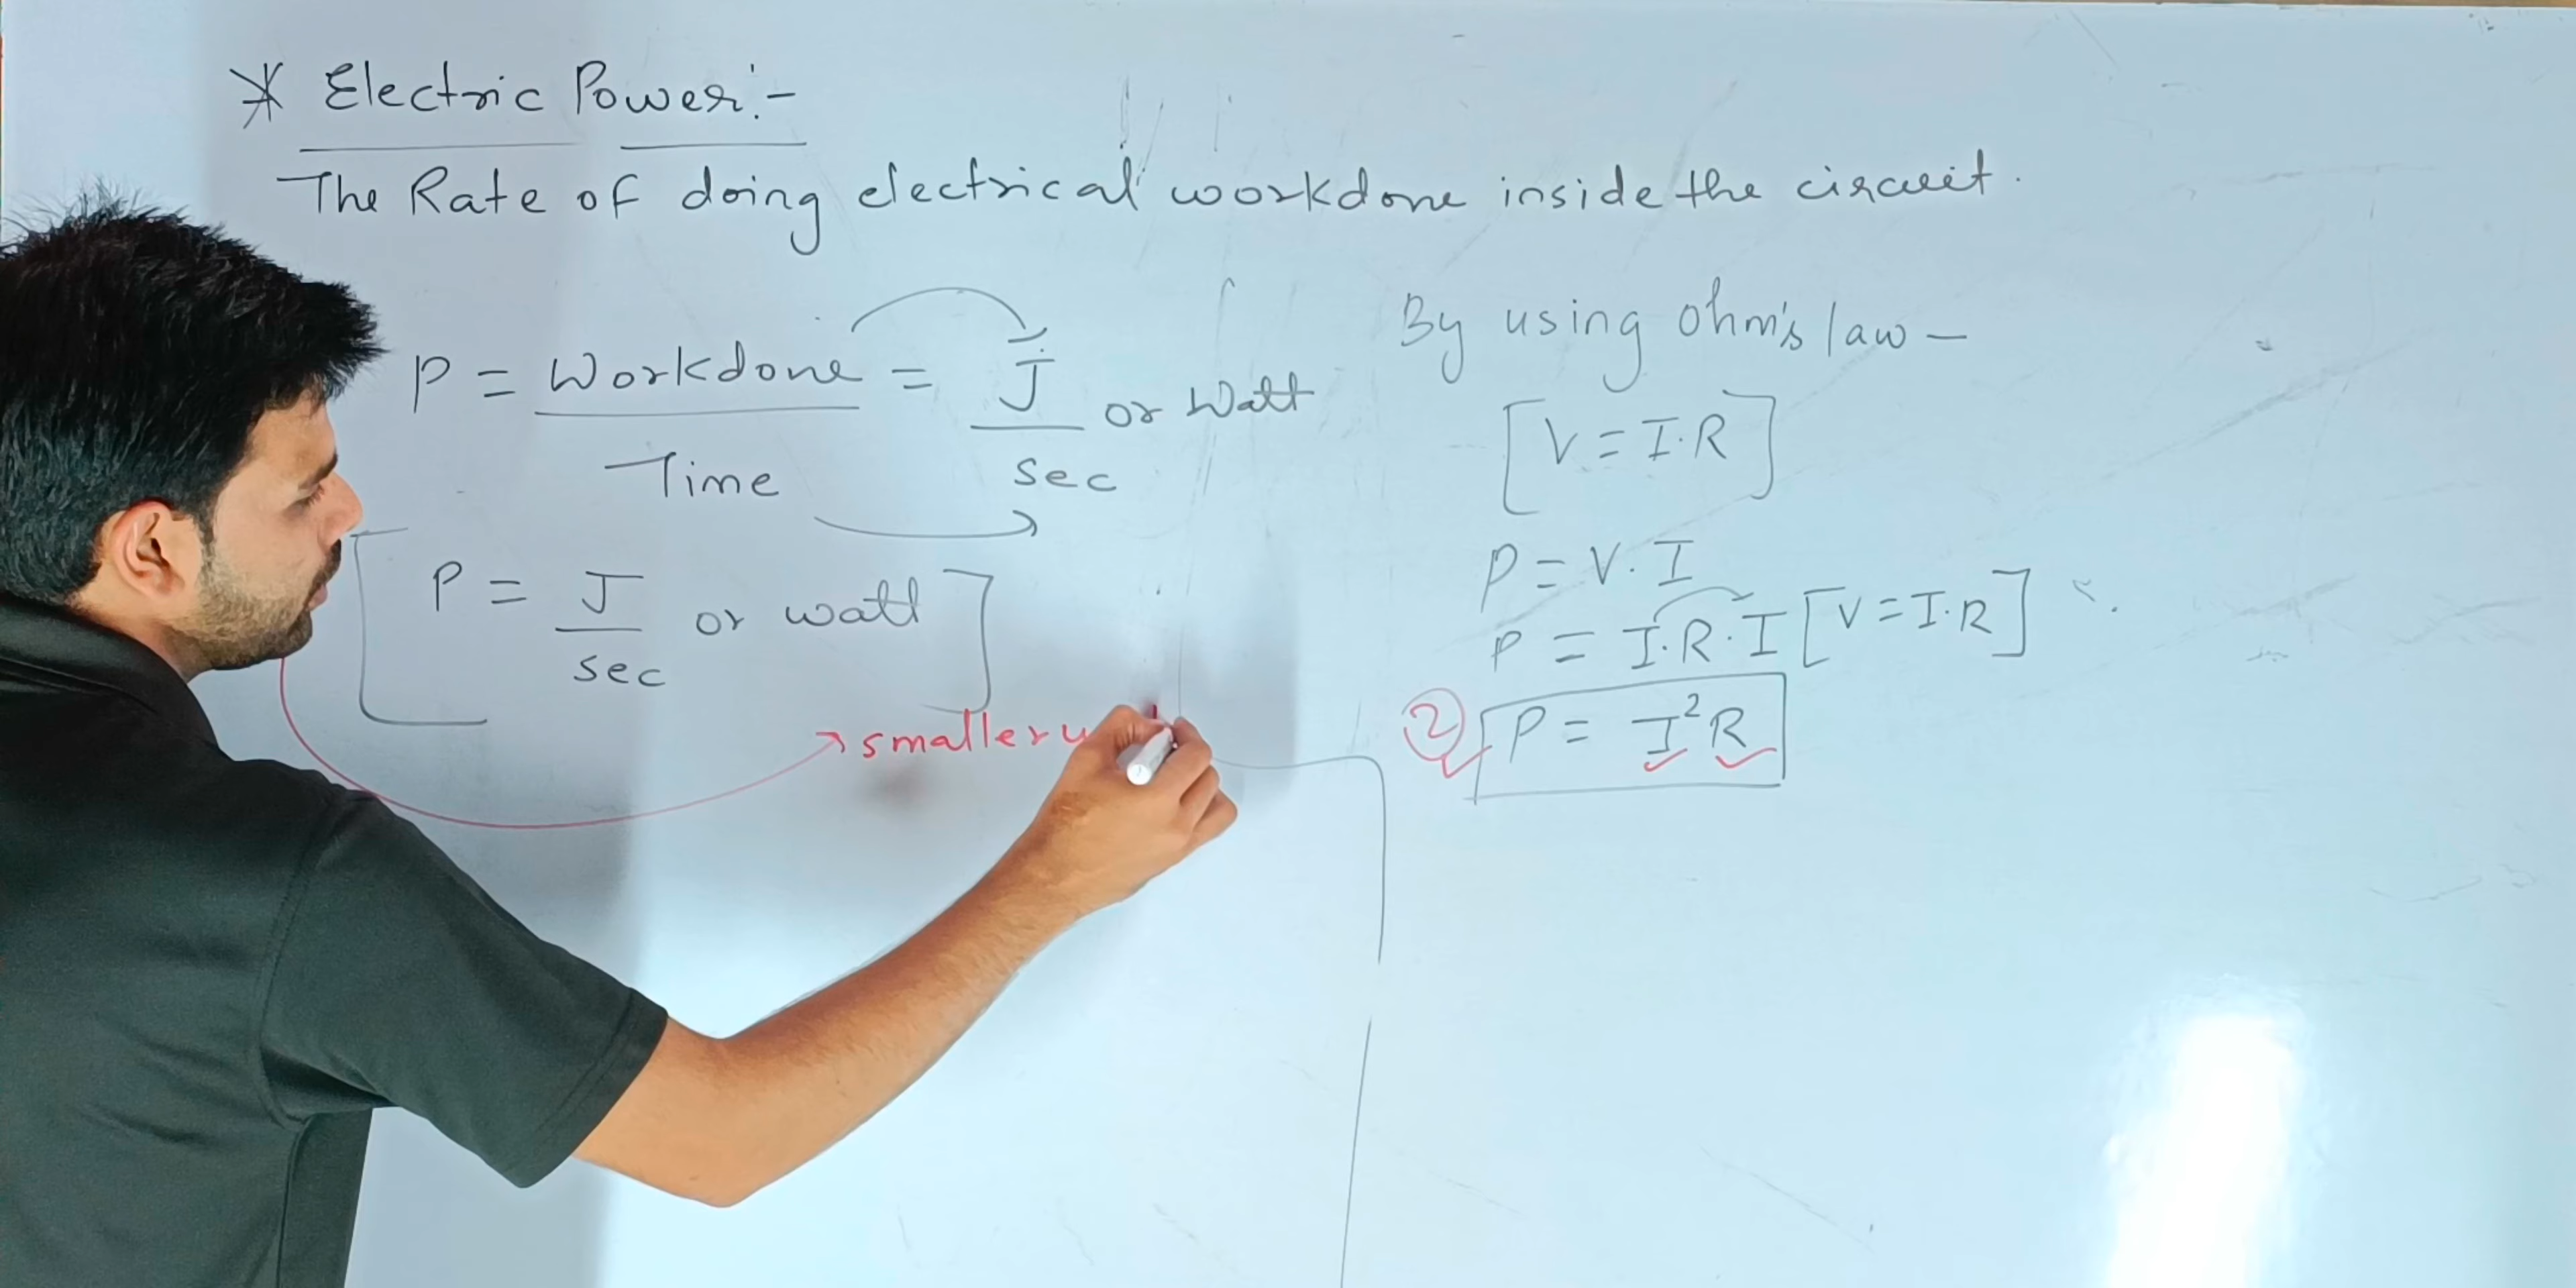 * Electric Power:-
The Rate of doing electrical workdone inside the circuit.
P = Workdone / Time = J / sec or Watt
P = J / sec or watt
→ smaller
By using ohm's law -
[V = I.R]
P = V.I
P = I.R.I [V = I.R]
② P = I²R